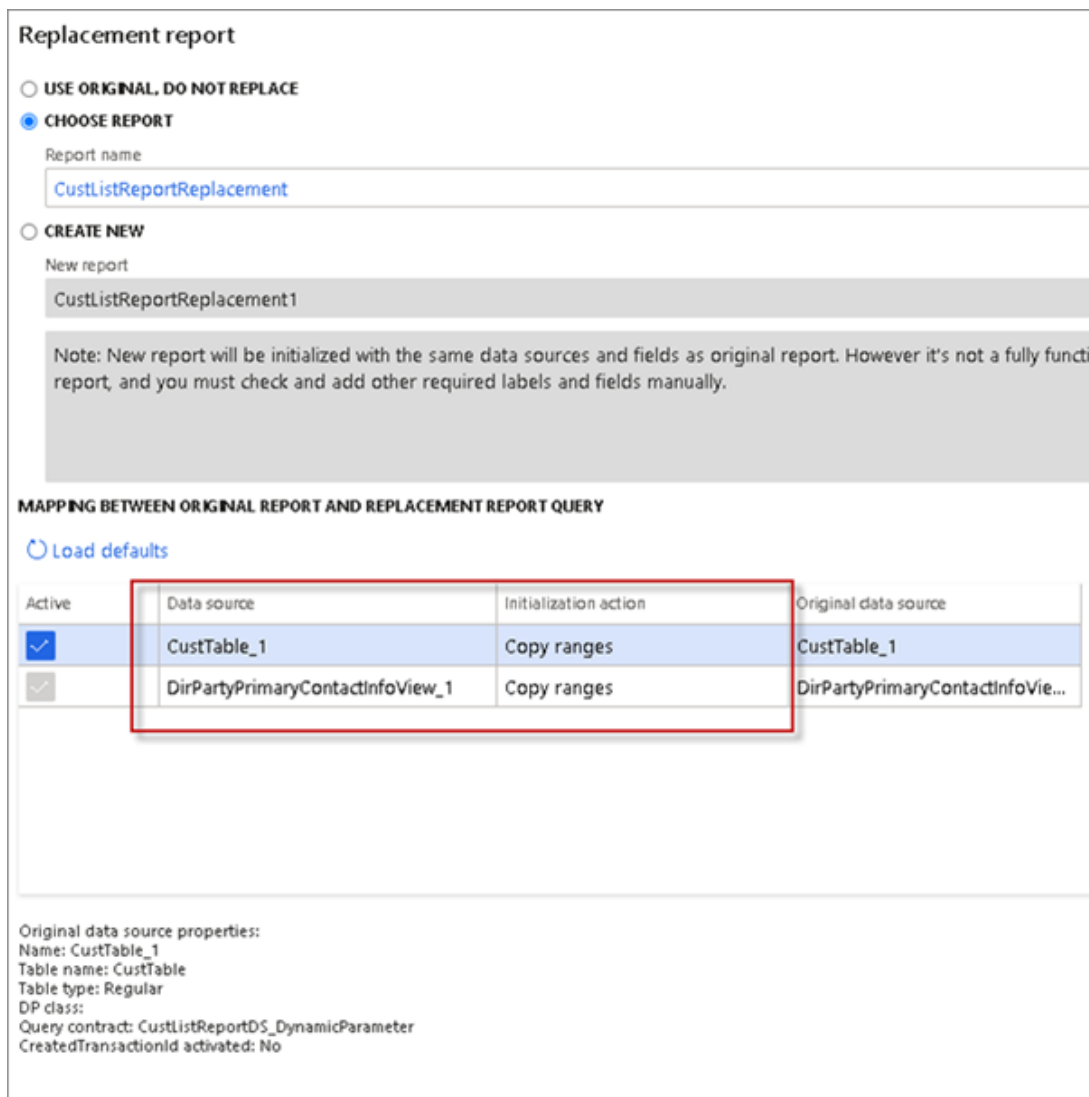 Replacement report
USE ORIGINAL, DO NOT REPLACE
CHOOSE REPORT
Report name
CustListReportReplacement
CREATE NEW
New report
CustListReportReplacement1
Note: New report will be initialized with the same data sources and fields as original report. However it's not a fully functi
report, and you must check and add other required labels and fields manually.
MAPPING BETWEEN ORIGINAL REPORT AND REPLACEMENT REPORT QUERY
Load defaults
Active Data source Initialization action Original data source
CustTable_1 Copy ranges CustTable_1
DirPartyPrimaryContactInfoView_1 Copy ranges DirPartyPrimaryContactInfoVie...
Original data source properties:
Name: CustTable_1
Table name: CustTable
Table type: Regular
DP class:
Query contract: CustListReportDS_DynamicParameter
CreatedTransactionId activated: No